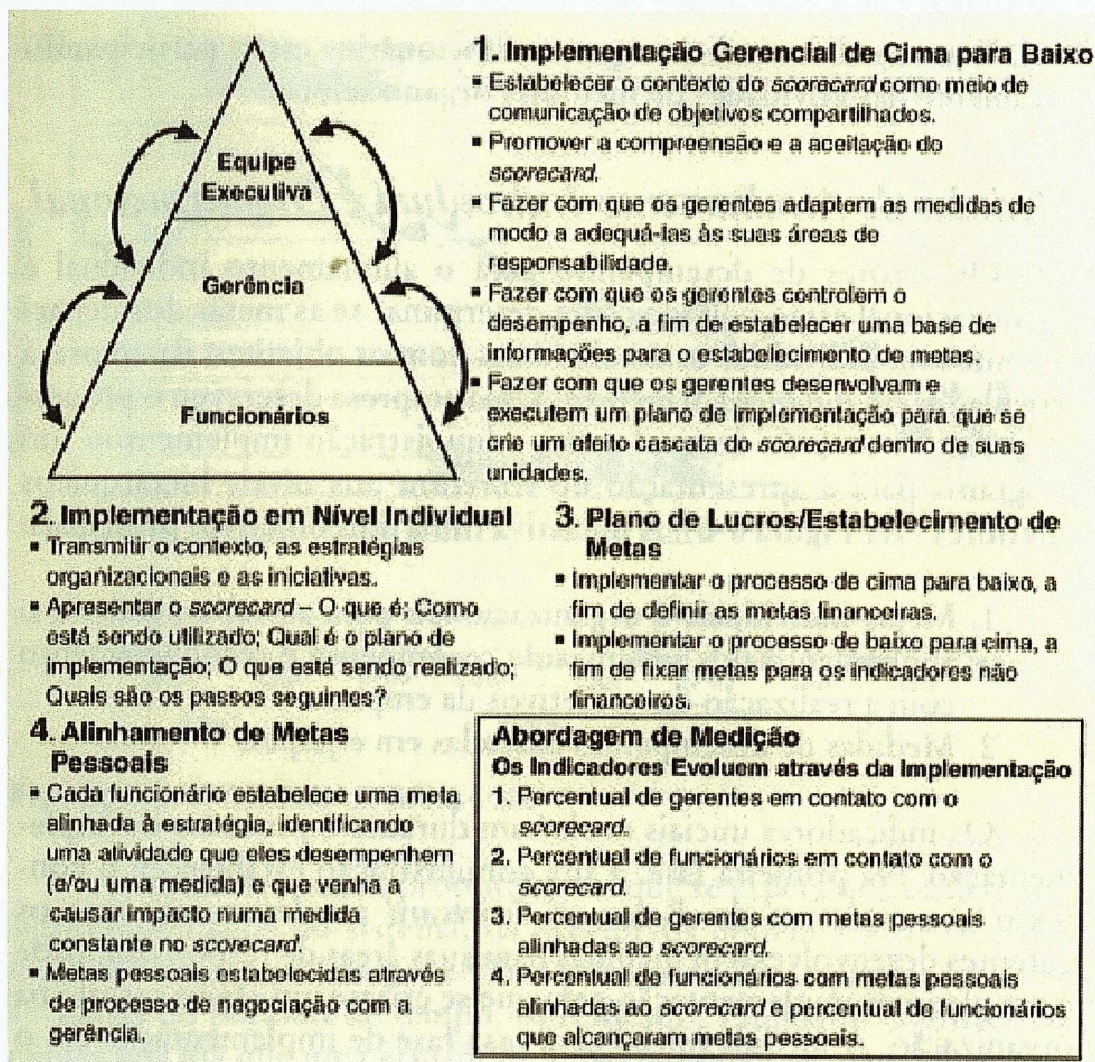 1. Implementação Gerencial de Cima para Baixo
▪ Estabelecer o contexto do scorecard como meio de
comunicação de objetivos compartilhados.
▪ Promover a compreensão e a aceitação do
scorecard.
▪ Fazer com que os gerentes adaptem as medidas de
modo a adequá-las às suas áreas de
responsabilidade.
▪ Fazer com que os gerentes controlem o
desempenho, a fim de estabelecer uma base de
informações para o estabelecimento de metas.
▪ Fazer com que os gerentes desenvolvam e
executem um plano de implementação para que se
crie um efeito cascata do scorecard dentro de suas
unidades.
Equipe
Executiva
Gerência
Funcionários
2. Implementação em Nível Individual
▪ Transmitir o contexto, as estratégias
organizacionais e as iniciativas.
▪ Apresentar o scorecard – O que é; Como
está sendo utilizado; Qual é o plano de
implementação; O que está sendo realizado;
Quais são os passos seguintes?
3. Plano de Lucros/Estabelecimento de
Metas
▪ Implementar o processo de cima para baixo, a
fim de definir as metas financeiras.
▪ Implementar o processo de baixo para cima, a
fim de fixar metas para os indicadores não
financeiros.
4. Alinhamento de Metas
Pessoais
▪ Cada funcionário estabelece uma meta
alinhada à estratégia, identificando
uma atividade que eles desempenhem
(e/ou uma medida) e que venha a
causar impacto numa medida
constante no scorecard.
▪ Metas pessoais estabelecidas através
de processo de negociação com a
gerência.
Abordagem de Medição
Os Indicadores Evoluem através da Implementação
1. Percentual de gerentes em contato com o
scorecard.
2. Percentual de funcionários em contato com o
scorecard.
3. Percentual de gerentes com metas pessoais
alinhadas ao scorecard.
4. Percentual de funcionários com metas pessoais
alinhadas ao scorecard e percentual de funcionários
que alcançaram metas pessoais.